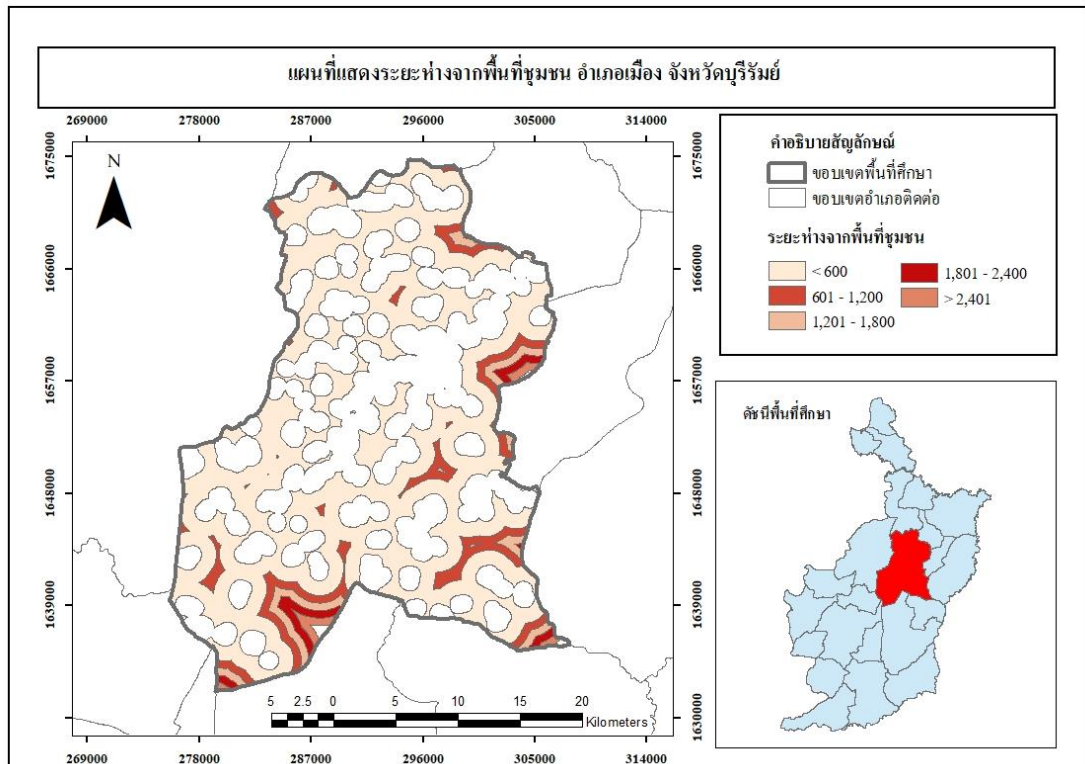 แผนที่แสดงระยะห่างจากพื้นที่ชุมชน อำเภอเมือง จังหวัดบุรีรัมย์
269000 278000 287000 296000 305000 314000
N
1675000 1675000
1666000 1666000
1657000 1657000
1648000 1648000
1639000 1639000
1630000
5 2.5 0 5 10 15 20
Kilometers
269000 278000 287000 296000 305000 314000
คำอธิบายสัญลักษณ์
ขอบเขตพื้นที่ศึกษา
ขอบเขตอำเภอติดต่อ
ระยะห่างจากพื้นที่ชุมชน
< 600 1,801 - 2,400
601 - 1,200 > 2,401
1,201 - 1,800
ดัชนีพื้นที่ศึกษา